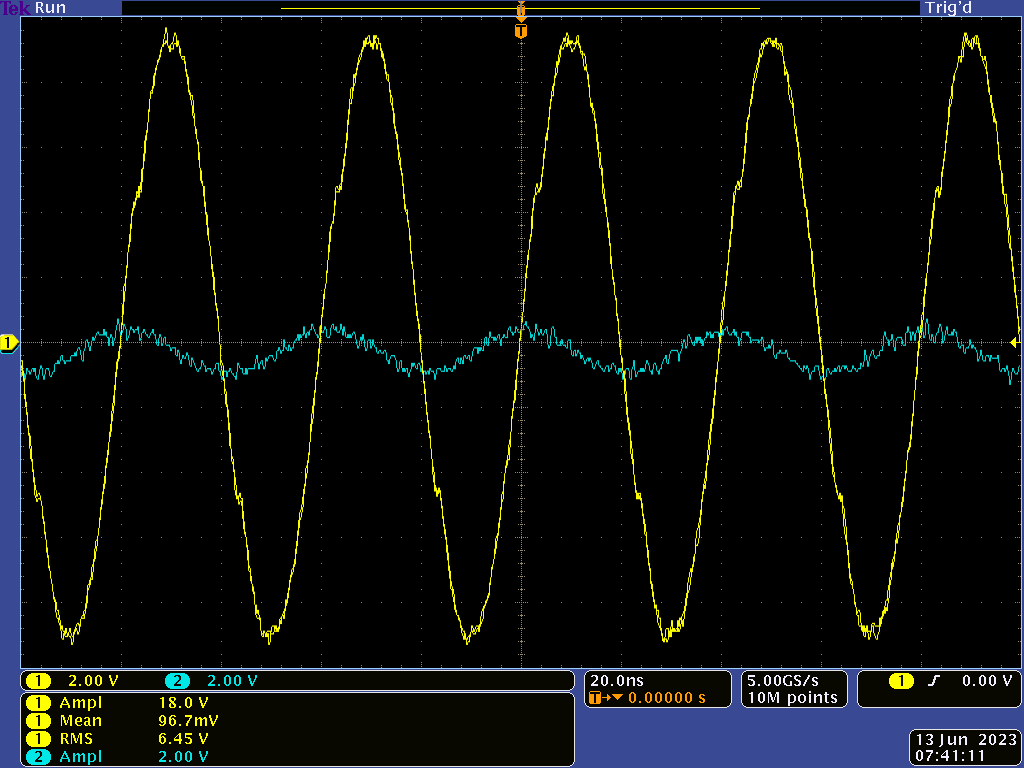 Tek Run Trig'd
T
T
1
1 2.00 V 2 2.00 V
1 Ampl 18.0 V
1 Mean 96.7mV
1 RMS 6.45 V
2 Ampl 2.00 V
20.0ns
T→▼ 0.00000 s
5.00GS/s
10M points
1 0.00 V
13 Jun 2023
07:41:11